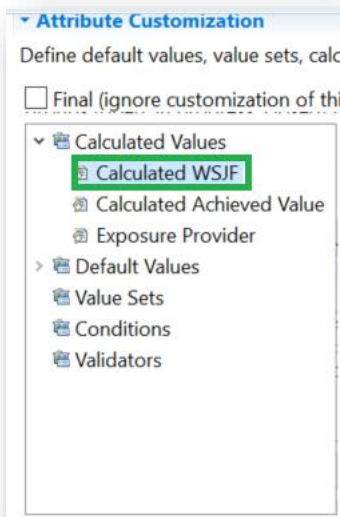 Attribute Customization
Define default values, value sets, calc
Final (ignore customization of thi
Calculated Values
Calculated WSJF
Calculated Achieved Value
Exposure Provider
Default Values
Value Sets
Conditions
Validators